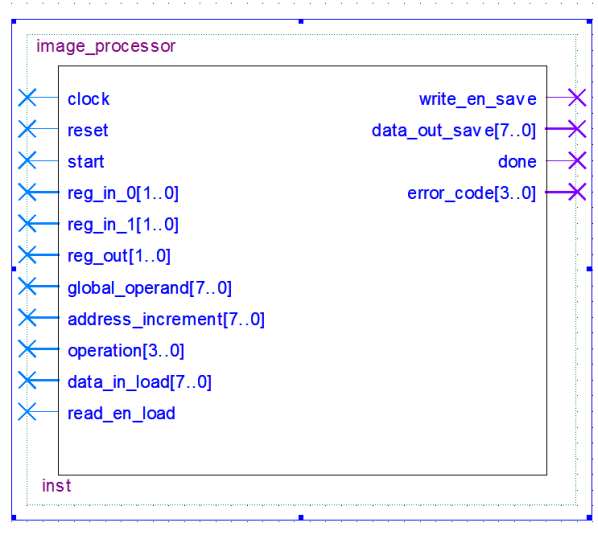 image_processor
clock
write_en_save
reset
data_out_save[7..0]
start
done
reg_in_0[1..0]
error_code[3..0]
reg_in_1[1..0]
reg_out[1..0]
global_operand[7..0]
address_increment[7..0]
operation[3..0]
data_in_load[7..0]
read_en_load
inst